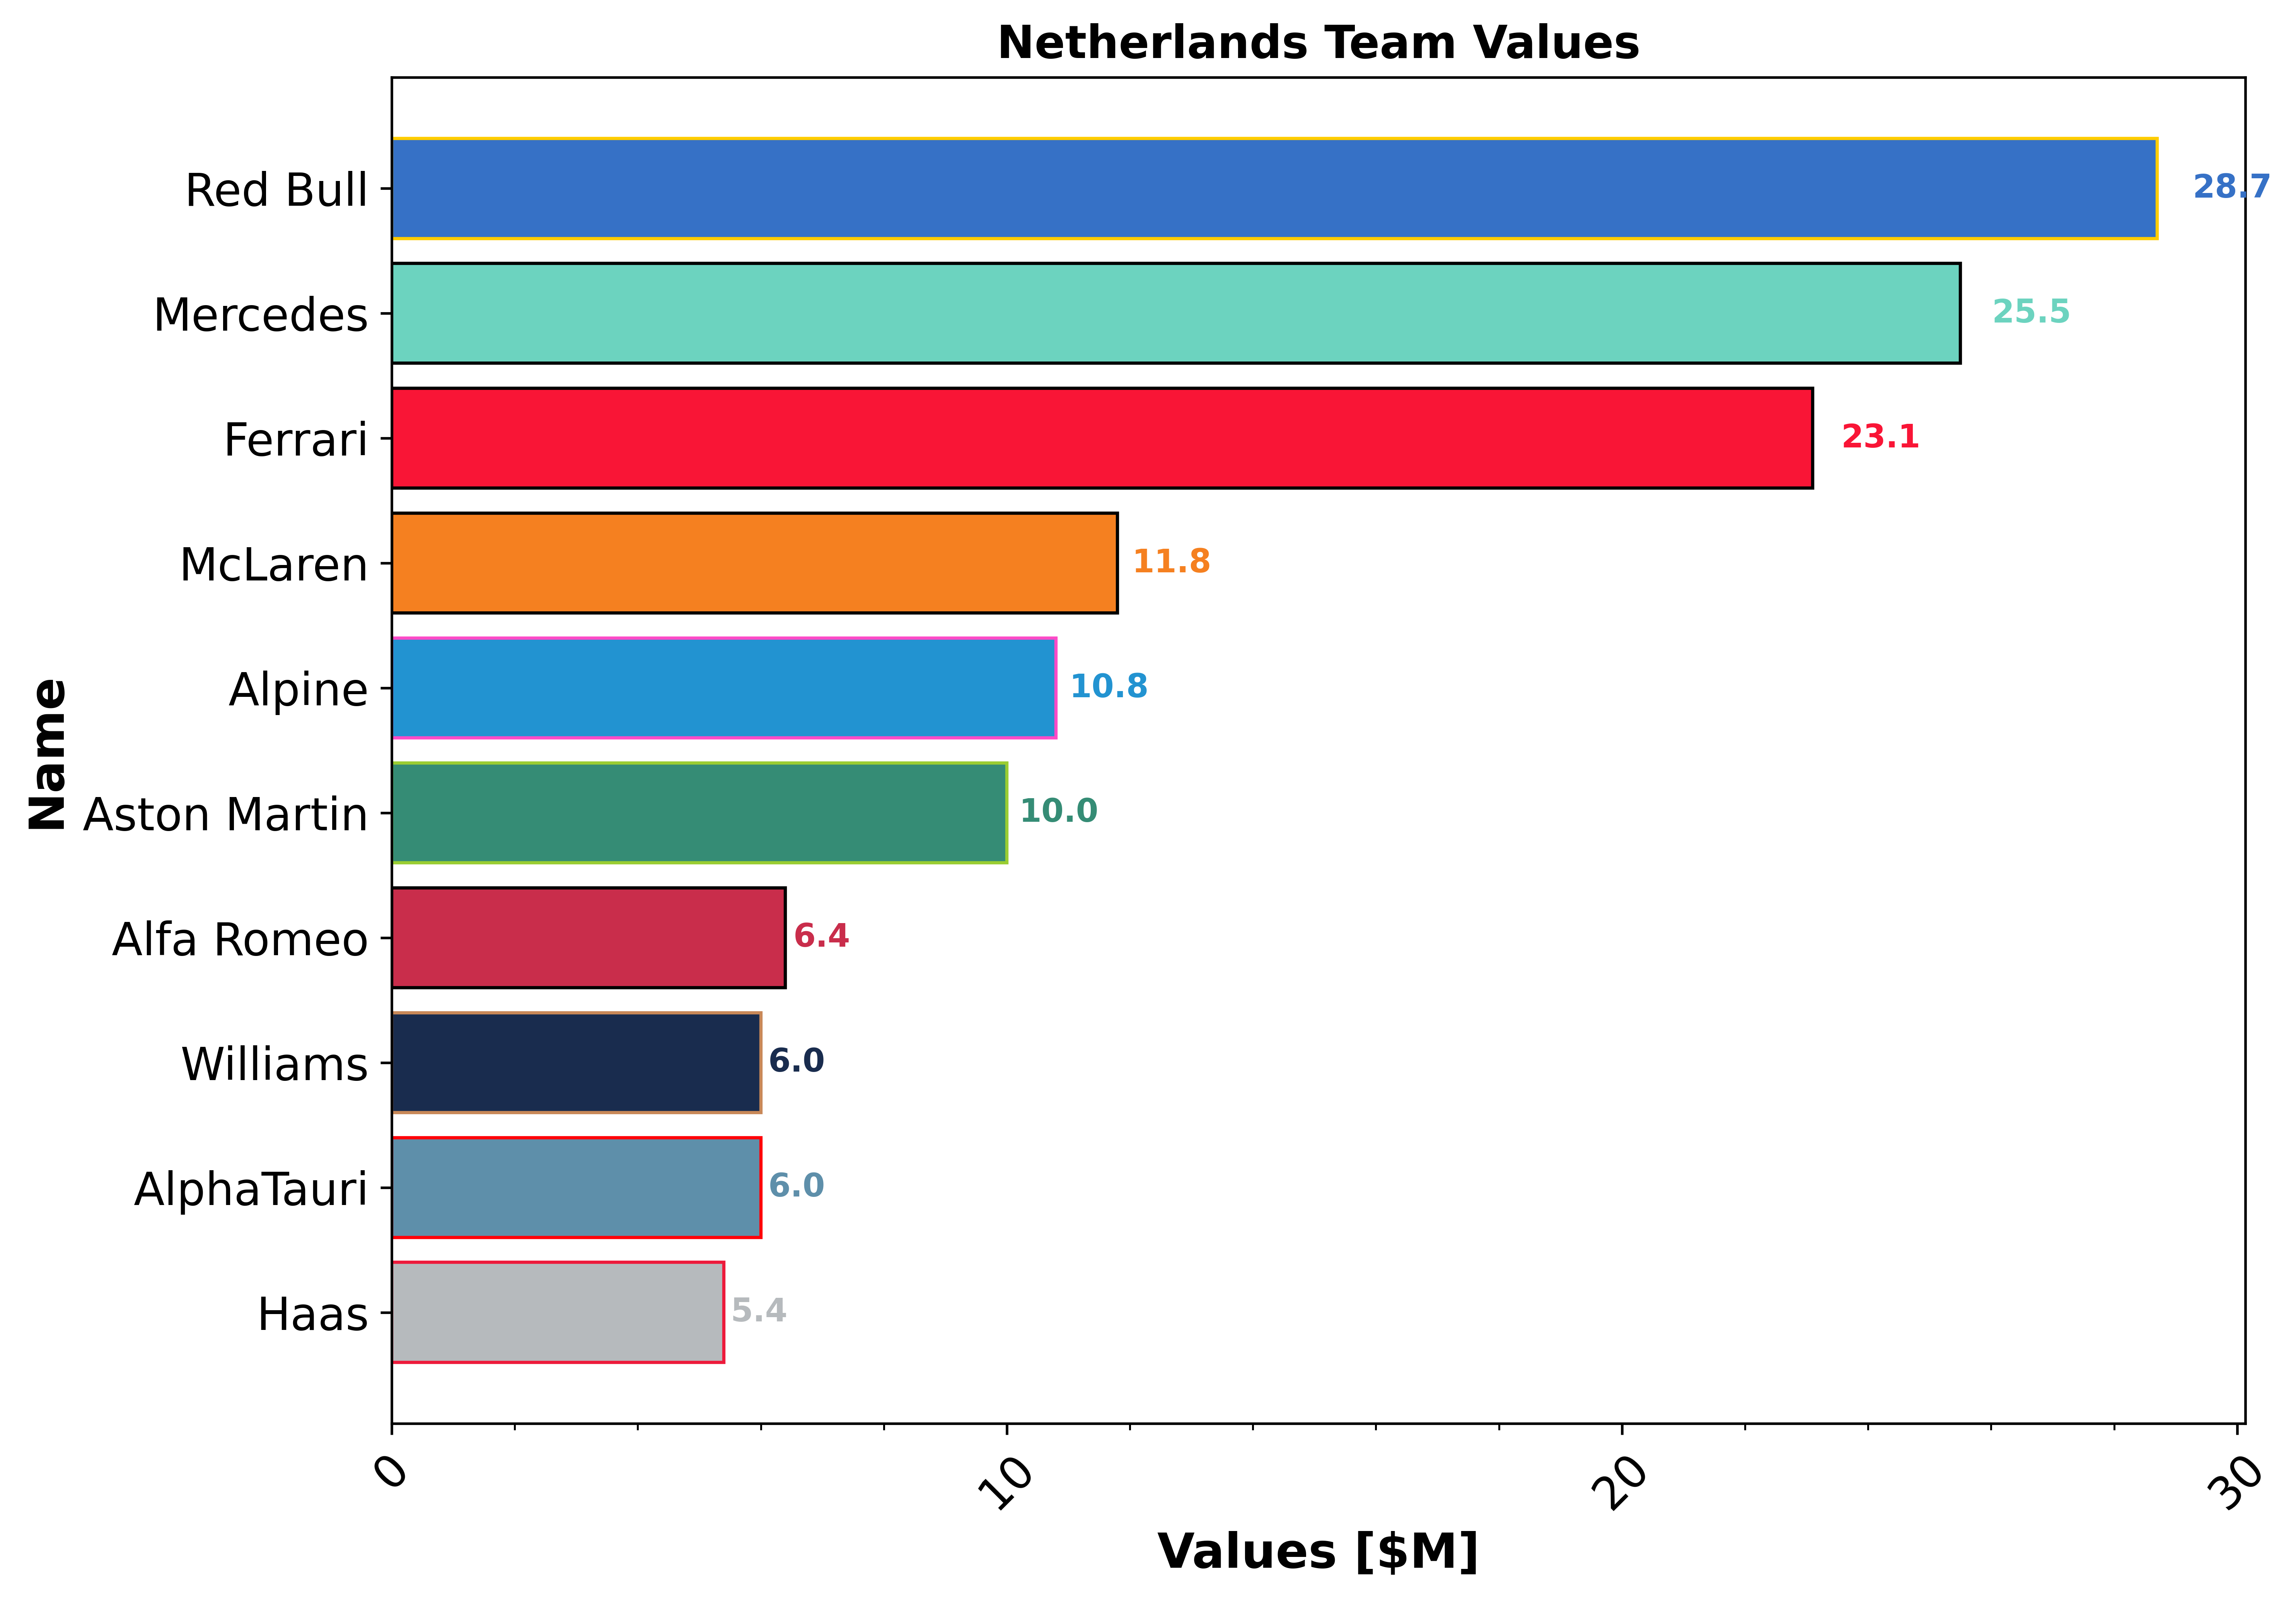 Netherlands Team Values
Red Bull 28.7
Mercedes 25.5
Ferrari 23.1
McLaren 11.8
Alpine 10.8
Aston Martin 10.0
Alfa Romeo 6.4
Williams 6.0
AlphaTauri 6.0
Haas 5.4
Name
0 10 20 30
Values [$M]